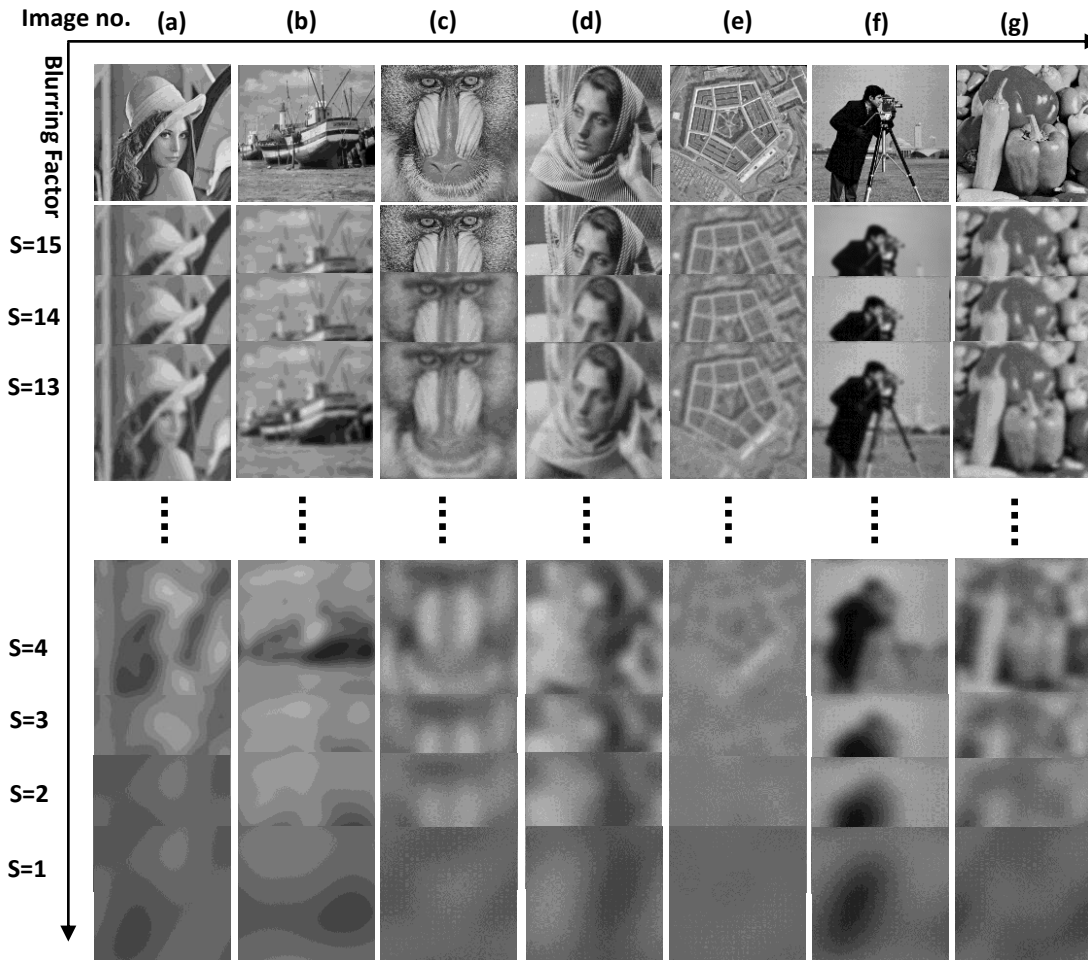 Image no. (a) (b) (c) (d) (e) (f) (g)
Blurring Factor
S=15
S=14
S=13
S=4
S=3
S=2
S=1